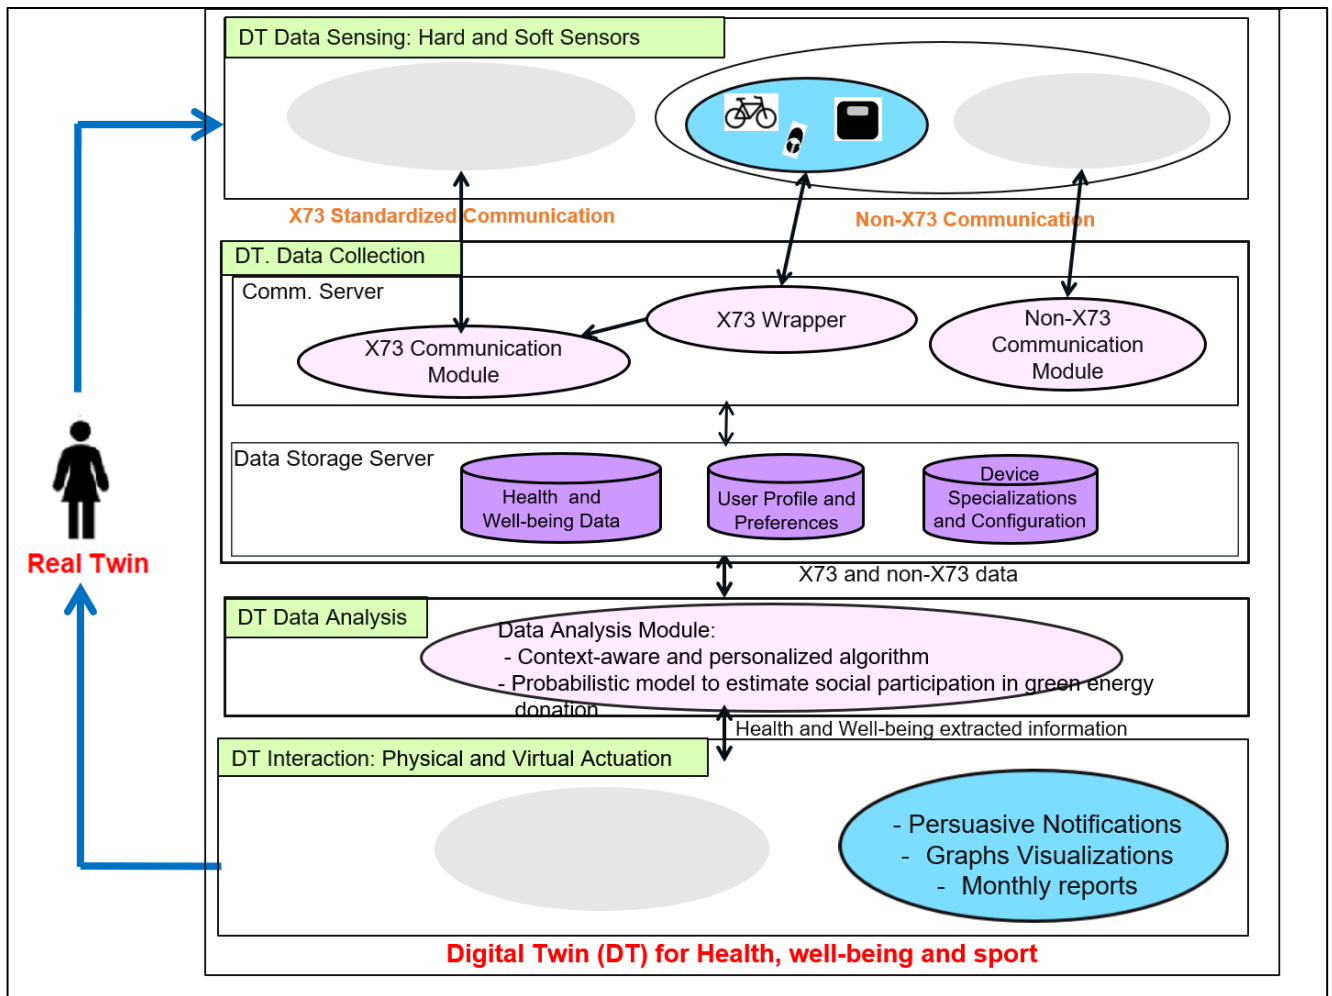 DT Data Sensing: Hard and Soft Sensors
X73 Standardized Communication
Non-X73 Communication
DT. Data Collection
Comm. Server
X73 Communication
Module
X73 Wrapper
Non-X73
Communication
Module
Data Storage Server
Health and
Well-being Data
User Profile and
Preferences
Device
Specializations
and Configuration
Real Twin
X73 and non-X73 data
DT Data Analysis
Data Analysis Module:
- Context-aware and personalized algorithm
- Probabilistic model to estimate social participation in green energy
donation
Health and Well-being extracted information
DT Interaction: Physical and Virtual Actuation
- Persuasive Notifications
- Graphs Visualizations
- Monthly reports
Digital Twin (DT) for Health, well-being and sport